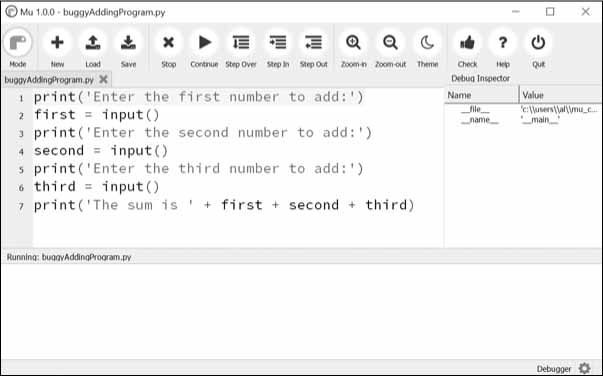 Mu 1.0.0 - buggyAddingProgram.py
Mode New Load Save Stop Continue Step Over Step In Step Out Zoom-in Zoom-out Theme Check Help Quit
buggyAddingProgram.py
Debug Inspector
Name Value
__file__ 'c:\\users\\al\\mu_c...
__name__ '__main__'
1 print('Enter the first number to add:')
2 first = input()
3 print('Enter the second number to add:')
4 second = input()
5 print('Enter the third number to add:')
6 third = input()
7 print('The sum is ' + first + second + third)
Running: buggyAddingProgram.py
Debugger